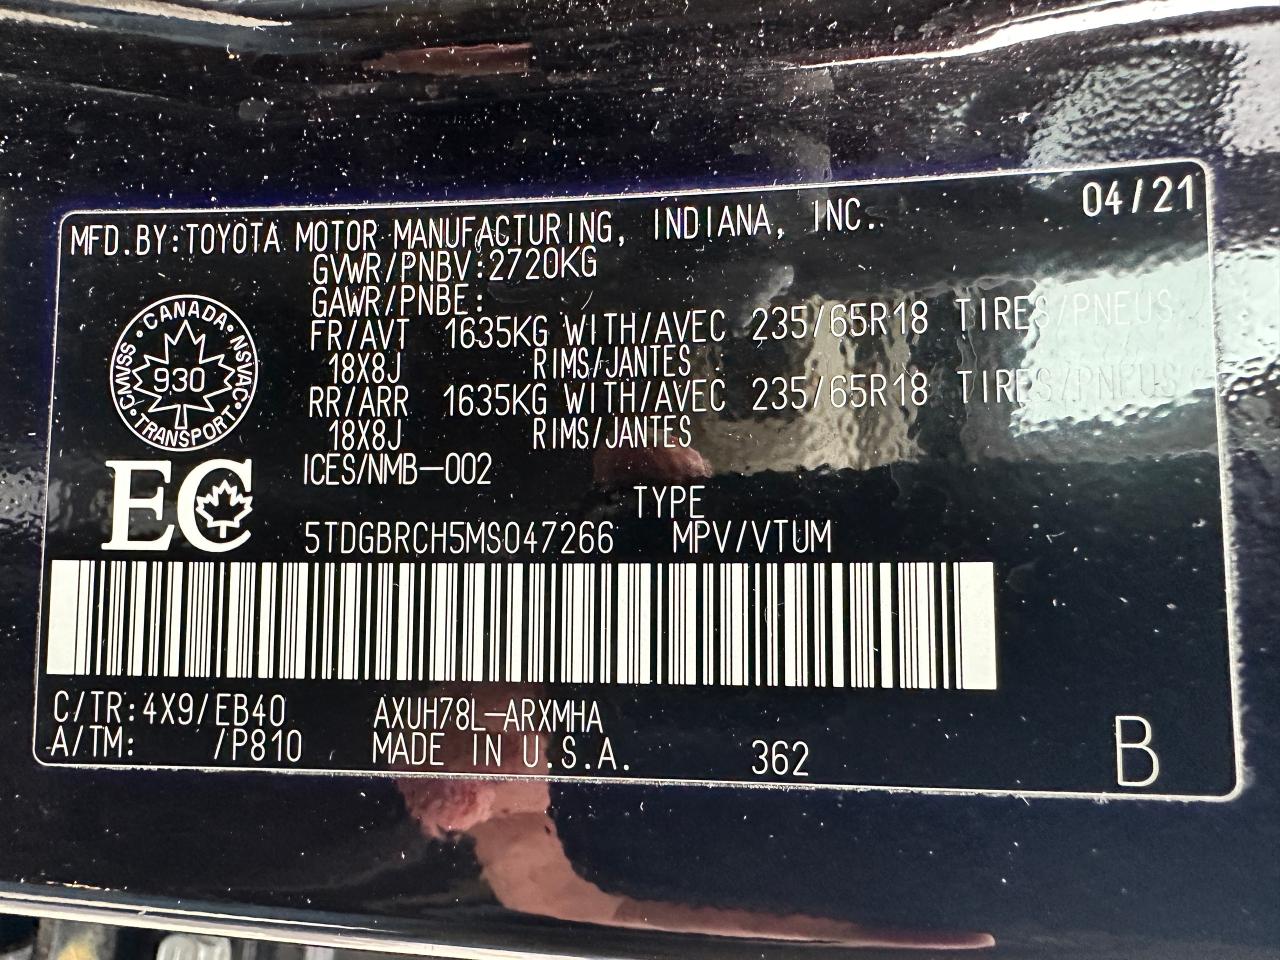 04/21
MFD.BY:TOYOTA MOTOR MANUFACTURING, INDIANA, INC.
GVWR/PNBV:2720KG
GAWR/PNBE:
FR/AVT 1635KG WITH/AVEC 235/65R18 TIRES/PNEUS
18X8J RIMS/JANTES
RR/ARR 1635KG WITH/AVEC 235/65R18 TIRES/PNEUS
18X8J RIMS/JANTES
ICES/NMB-002
CANADA · NSVAC · TRANSPORT · CMVSS ·
930
EC
TYPE
5TDGBRCH5MS047266 MPV/VTUM
C/TR:4X9/EB40 AXUH78L-ARXMHA
A/TM: /P810 MADE IN U.S.A. 362
B